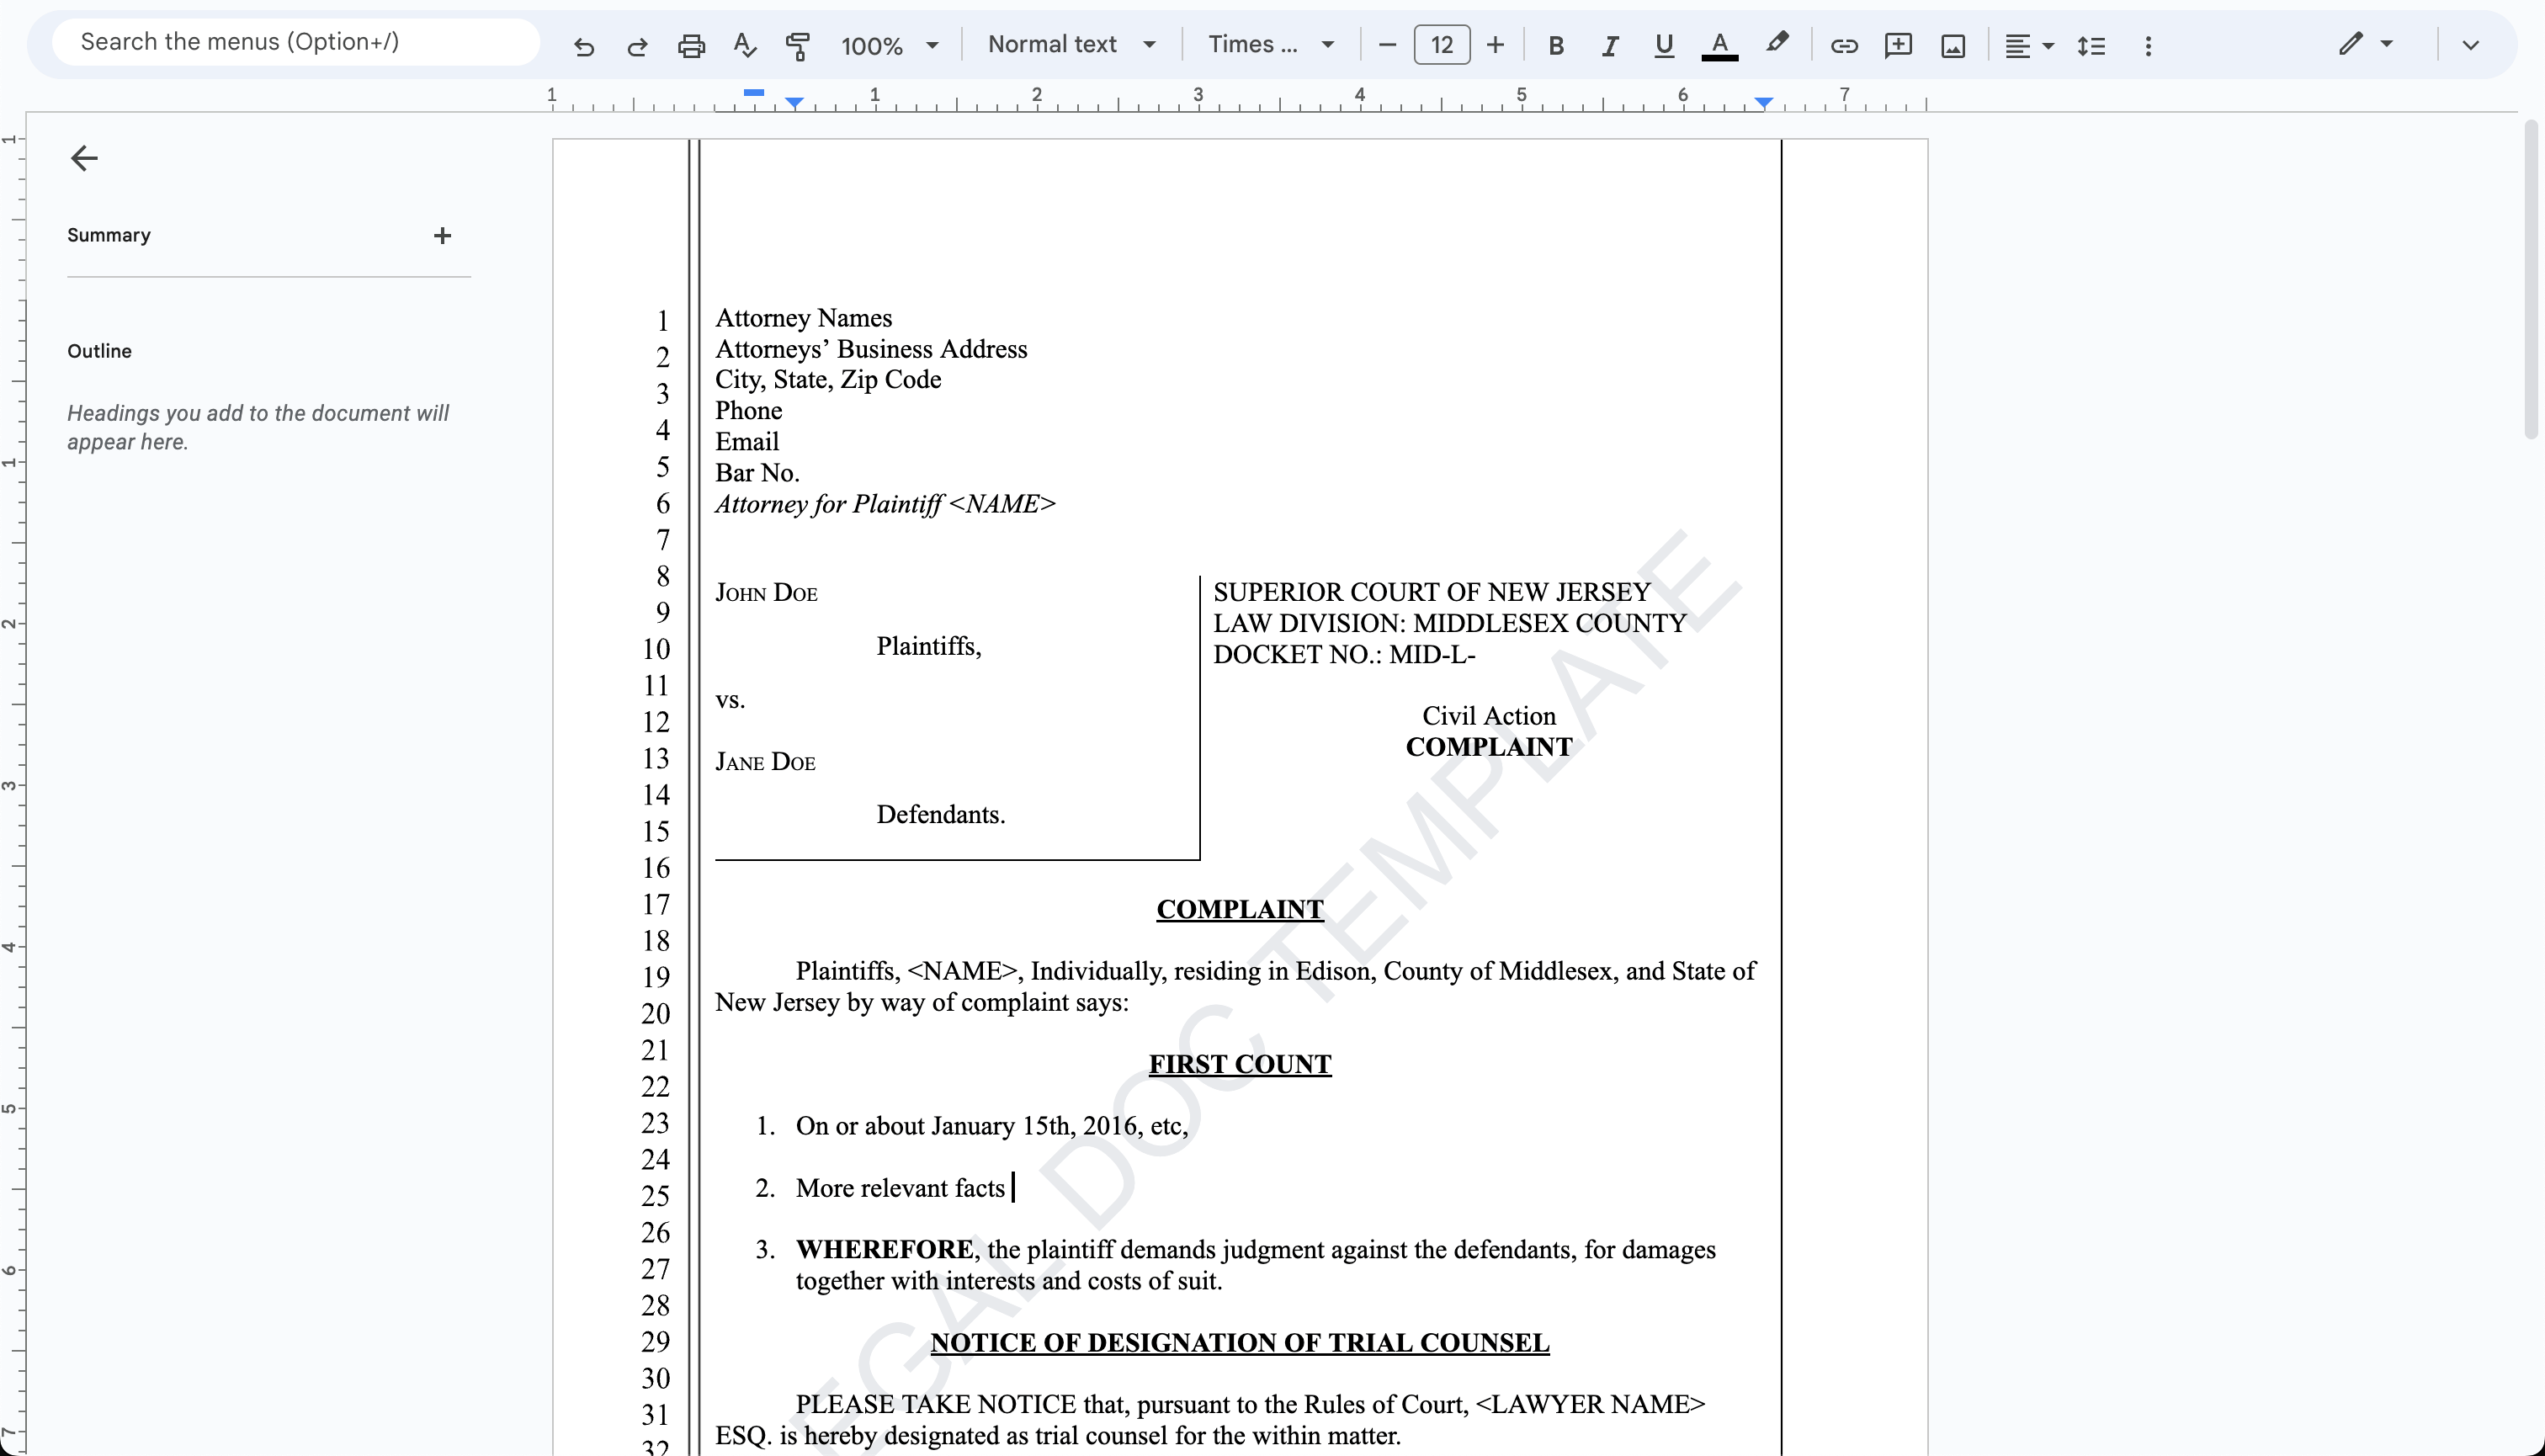 Search the menus (Option+/)
100%
Normal text
Times ...
12
B
I
U
A
1
1
2
3
4
5
6
7
Summary
Outline
Headings you add to the document will
appear here.
1
1
2
3
4
5
6
7
1
2
3
4
5
6
7
8
9
10
11
12
13
14
15
16
17
18
19
20
21
22
23
24
25
26
27
28
29
30
31
32
Attorney Names
Attorneys’ Business Address
City, State, Zip Code
Phone
Email
Bar No.
Attorney for Plaintiff <NAME>
JOHN DOE
Plaintiffs,
vs.
JANE DOE
Defendants.
SUPERIOR COURT OF NEW JERSEY
LAW DIVISION: MIDDLESEX COUNTY
DOCKET NO.: MID-L-
Civil Action
COMPLAINT
COMPLAINT
Plaintiffs, <NAME>, Individually, residing in Edison, County of Middlesex, and State of
New Jersey by way of complaint says:
FIRST COUNT
1. On or about January 15th, 2016, etc,
2. More relevant facts
3. WHEREFORE, the plaintiff demands judgment against the defendants, for damages
together with interests and costs of suit.
NOTICE OF DESIGNATION OF TRIAL COUNSEL
PLEASE TAKE NOTICE that, pursuant to the Rules of Court, <LAWYER NAME>
ESQ. is hereby designated as trial counsel for the within matter.
EGAL DOC TEMPLATE